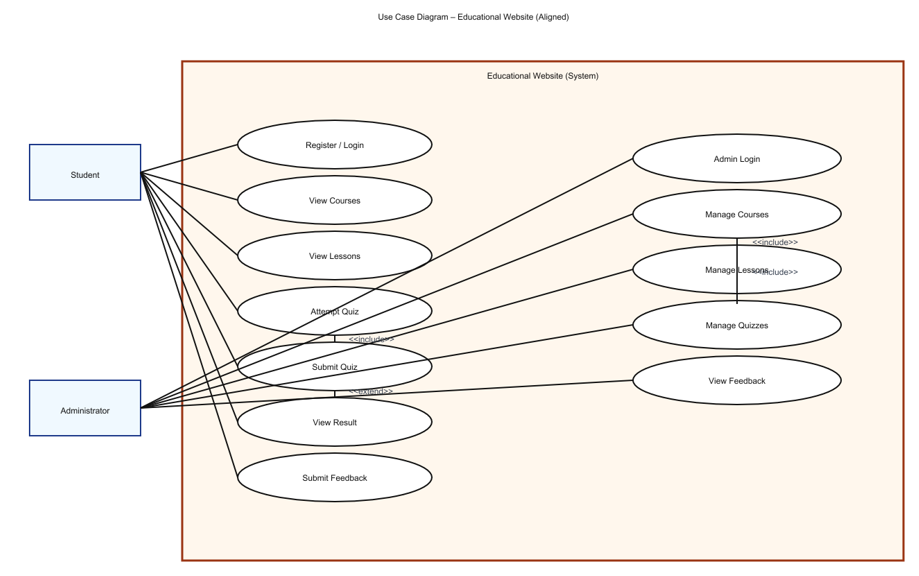 Use Case Diagram – Educational Website (Aligned)
Educational Website (System)
Student
Administrator
Register / Login
View Courses
View Lessons
Attempt Quiz
<<include>>
Submit Quiz
<<extend>>
View Result
Submit Feedback
Admin Login
Manage Courses
<<include>>
Manage Lessons
<<include>>
Manage Quizzes
View Feedback